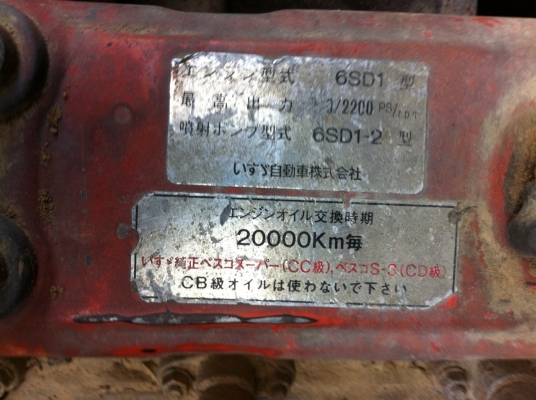 エンジン型式 6SD1 型
最高出力 /2200 PS/
噴射ポンプ型式 6SD1-2 型
いすゞ自動車株式会社
エンジンオイル交換時期
20000Km毎
いすゞ純正ベスコスーパー(CC級),ベスコS-3(CD級)
CB級オイルは使わないで下さい